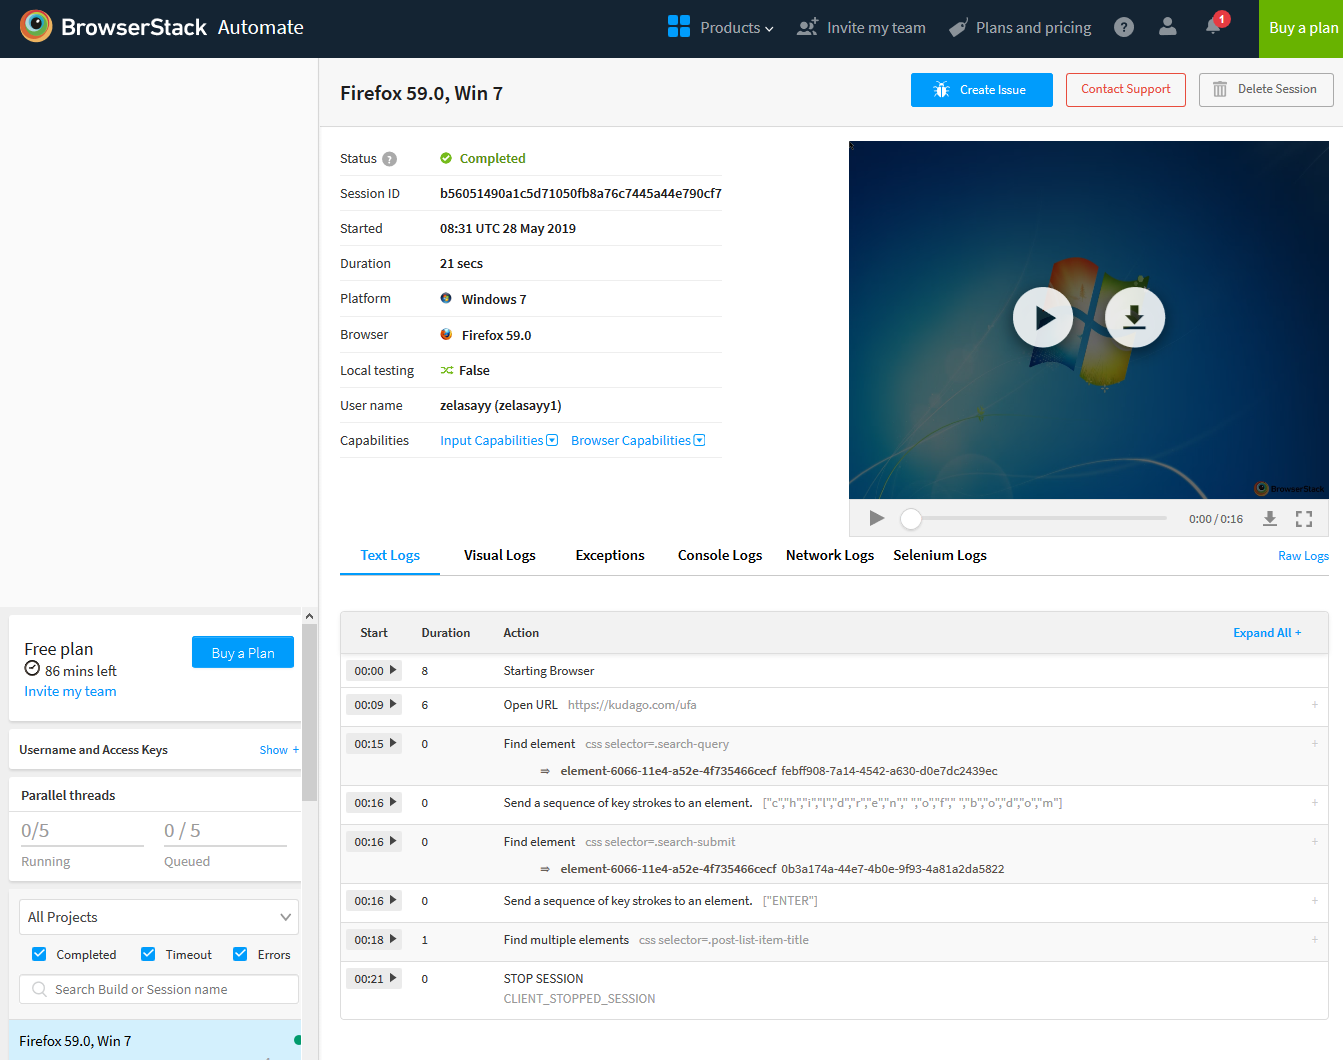 BrowserStack Automate
Products
Invite my team
Plans and pricing
?
1
Buy a plan
Firefox 59.0, Win 7
Create Issue
Contact Support
Delete Session
Status ?
Completed
Session ID
b56051490a1c5d71050fb8a76c7445a44e790cf7
Started
08:31 UTC 28 May 2019
Duration
21 secs
Platform
Windows 7
Browser
Firefox 59.0
Local testing
False
User name
zelasayy (zelasayy1)
Capabilities
Input Capabilities
Browser Capabilities
BrowserStack
0:00 / 0:16
Text Logs
Visual Logs
Exceptions
Console Logs
Network Logs
Selenium Logs
Raw Logs
Start
Duration
Action
Expand All +
00:00
8
Starting Browser
00:09
6
Open URL https://kudago.com/ufa
+
00:15
0
Find element css selector=.search-query
+
⇒ element-6066-11e4-a52e-4f735466cecf febff908-7a14-4542-a630-d0e7dc2439ec
00:16
0
Send a sequence of key strokes to an element. ["c","h","i","l","d","r","e","n"," ","o","f"," ","b","o","d","o","m"]
+
00:16
0
Find element css selector=.search-submit
+
⇒ element-6066-11e4-a52e-4f735466cecf 0b3a174a-44e7-4b0e-9f93-4a81a2da5822
00:16
0
Send a sequence of key strokes to an element. ["ENTER"]
+
00:18
1
Find multiple elements css selector=.post-list-item-title
+
00:21
0
STOP SESSION
CLIENT_STOPPED_SESSION
Free plan
86 mins left
Invite my team
Buy a Plan
Username and Access Keys
Show +
Parallel threads
0/5
0 / 5
Running
Queued
All Projects
Completed
Timeout
Errors
Search Build or Session name
Firefox 59.0, Win 7